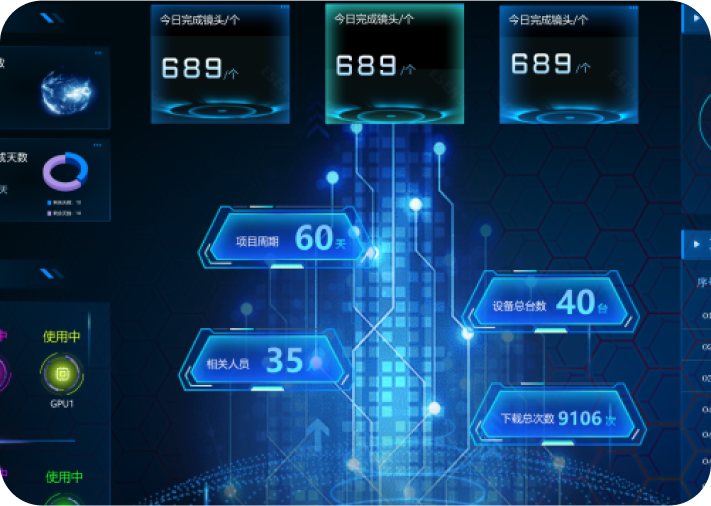 今日完成镜头/个
689/个
今日完成镜头/个
689/个
今日完成镜头/个
689/个
数
成天数
天
项目周期 60天
设备总台数 40台
相关人员 35人
下载总次数 9106次
中
使用中
GPU1
中
使用中
序号